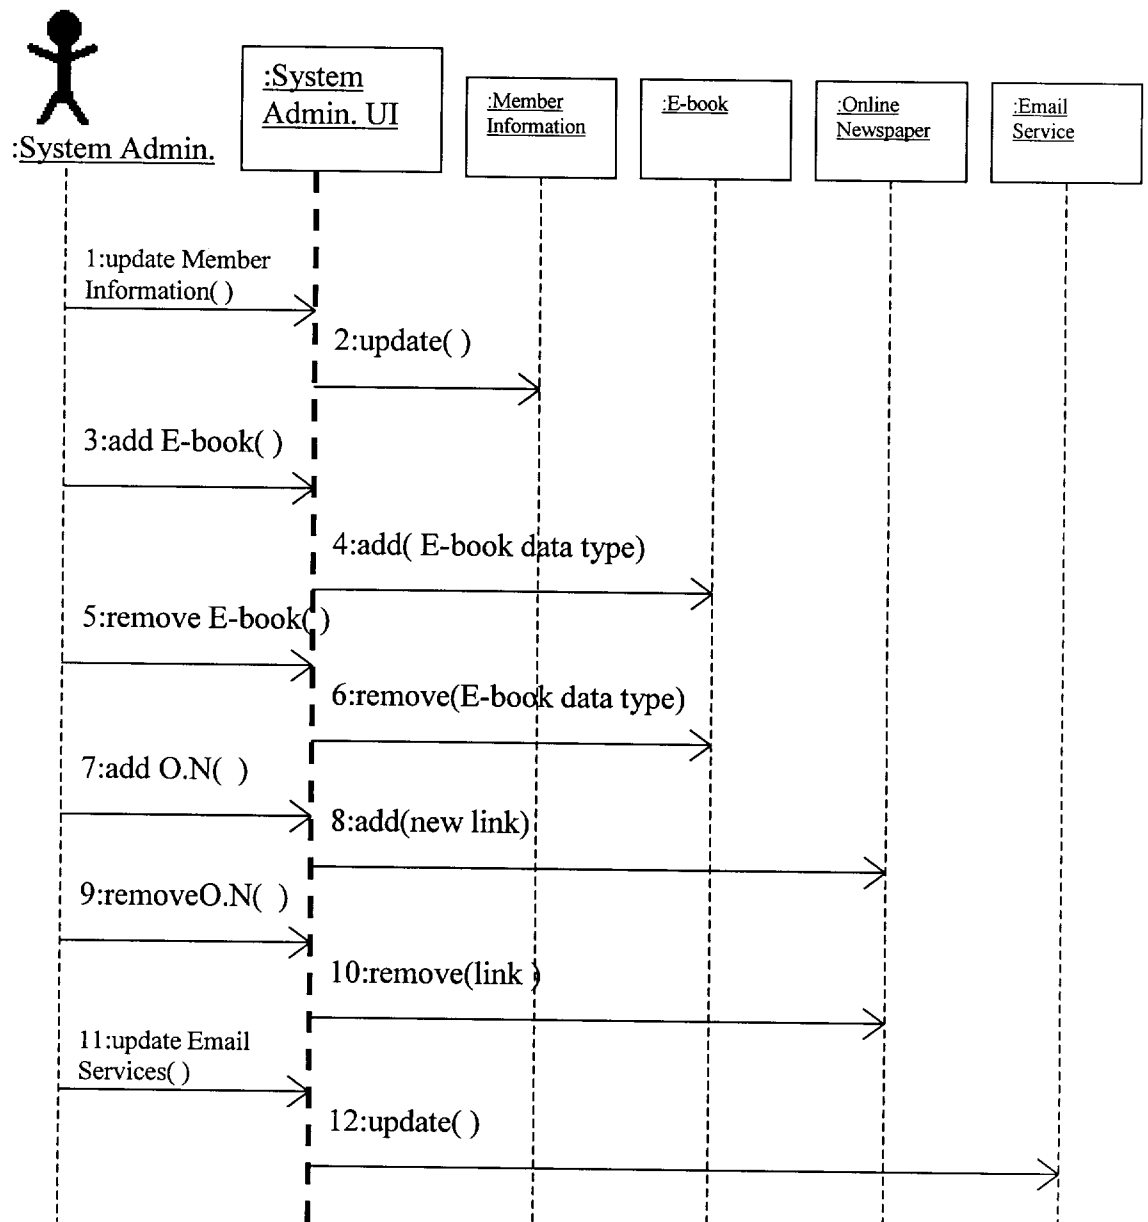 :System Admin.
:System
Admin. UI
:Member
Information
:E-book
:Online
Newspaper
:Email
Service
1:update Member
Information( )
2:update( )
3:add E-book( )
4:add( E-book data type)
5:remove E-book( )
6:remove(E-book data type)
7:add O.N( )
8:add(new link)
9:removeO.N( )
10:remove(link )
11:update Email
Services( )
12:update( )